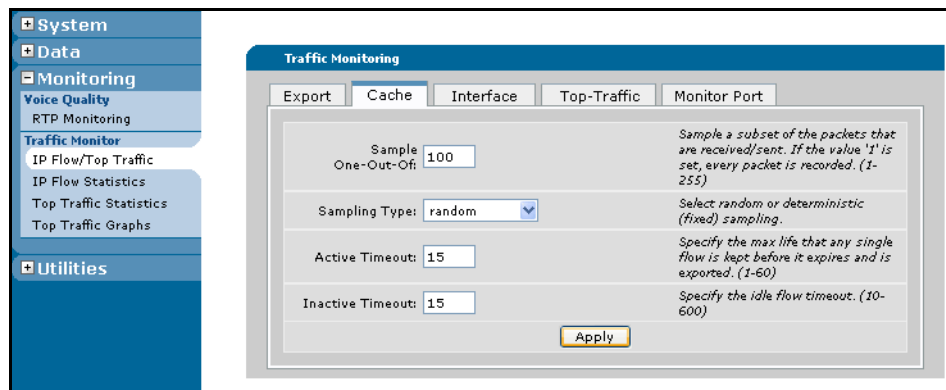 System
Data
Monitoring
Voice Quality
RTP Monitoring
Traffic Monitor
IP Flow/Top Traffic
IP Flow Statistics
Top Traffic Statistics
Top Traffic Graphs
Utilities
Traffic Monitoring
Export Cache Interface Top-Traffic Monitor Port
Sample
One-Out-Of: 100
Sample a subset of the packets that
are received/sent. If the value '1' is
set, every packet is recorded. (1-
255)
Sampling Type: random
Select random or deterministic
(fixed) sampling.
Active Timeout: 15
Specify the max life that any single
flow is kept before it expires and is
exported. (1-60)
Inactive Timeout: 15
Specify the idle flow timeout. (10-
600)
Apply